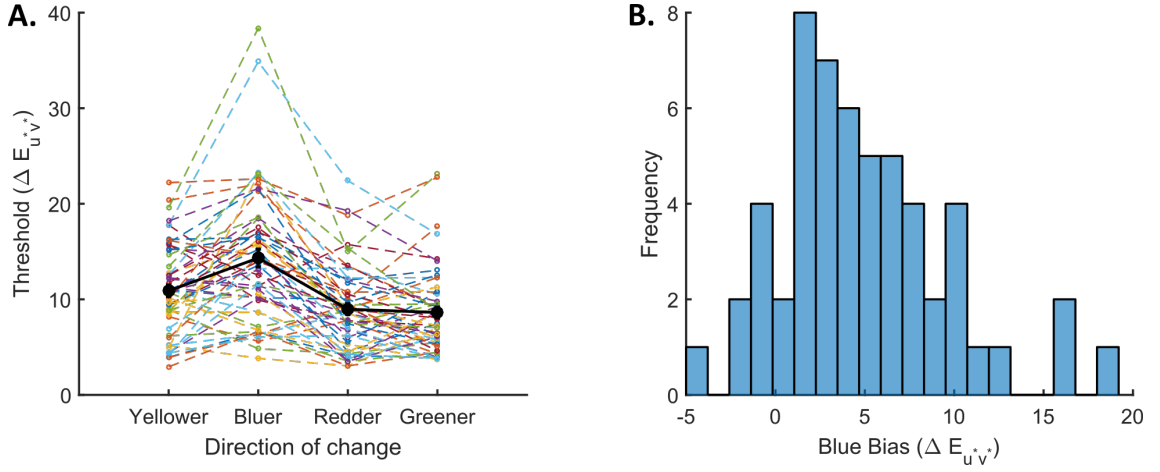 A.
40
30
20
10
0
Threshold (Δ E u*v*)
Yellower Bluer Redder Greener
Direction of change
B.
8
6
4
2
0
Frequency
-5 0 5 10 15 20
Blue Bias (Δ E u*v*)